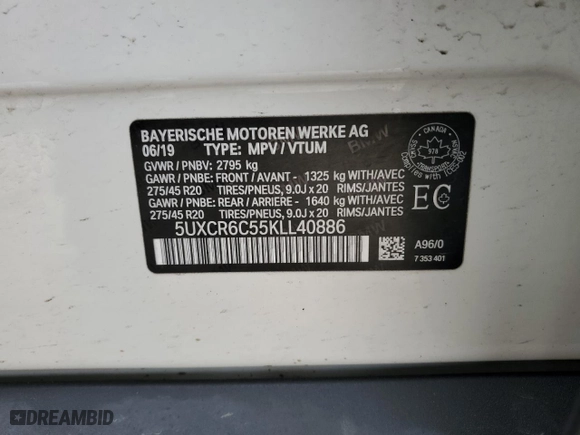 BAYERISCHE MOTOREN WERKE AG
06/19 TYPE: MPV / VTUM
GVWR / PNBV: 2795 kg
GAWR / PNBE: FRONT / AVANT - 1325 kg WITH/AVEC
275/45 R20 TIRES/PNEUS, 9.0J x 20 RIMS/JANTES
GAWR / PNBE: REAR / ARRIERE - 1640 kg WITH/AVEC
275/45 R20 TIRES/PNEUS, 9.0J x 20 RIMS/JANTES
5UXCR6C55KLL40886
CANADA
978
EC
A96/0
7 353 401
BMW
DREAMBID